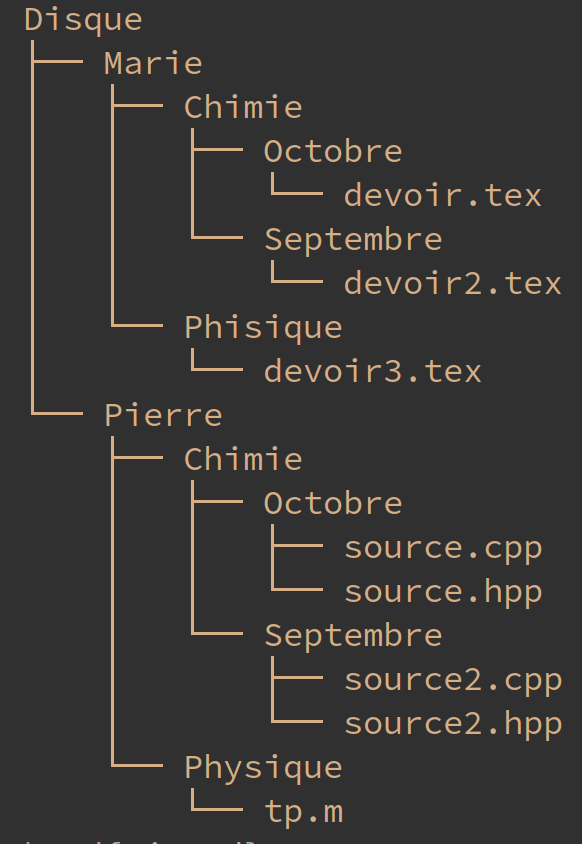 Disque
Marie
Chimie
Octobre
devoir.tex
Septembre
devoir2.tex
Phisique
devoir3.tex
Pierre
Chimie
Octobre
source.cpp
source.hpp
Septembre
source2.cpp
source2.hpp
Physique
tp.m